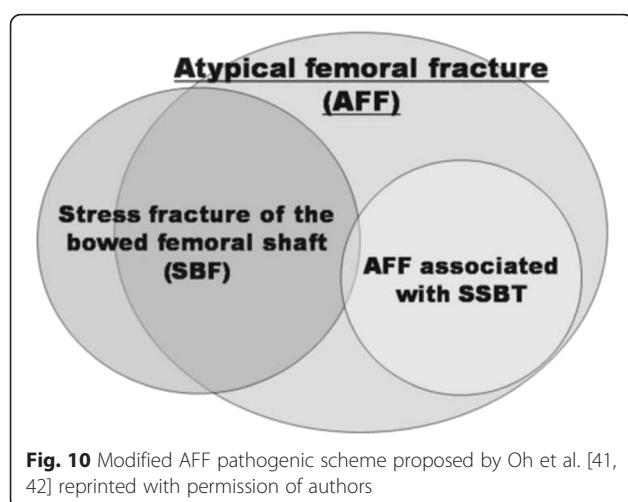 Atypical femoral fracture
(AFF)
Stress fracture of the
bowed femoral shaft
(SBF)
AFF associated
with SSBT
Fig. 10 Modified AFF pathogenic scheme proposed by Oh et al. [41,
42] reprinted with permission of authors